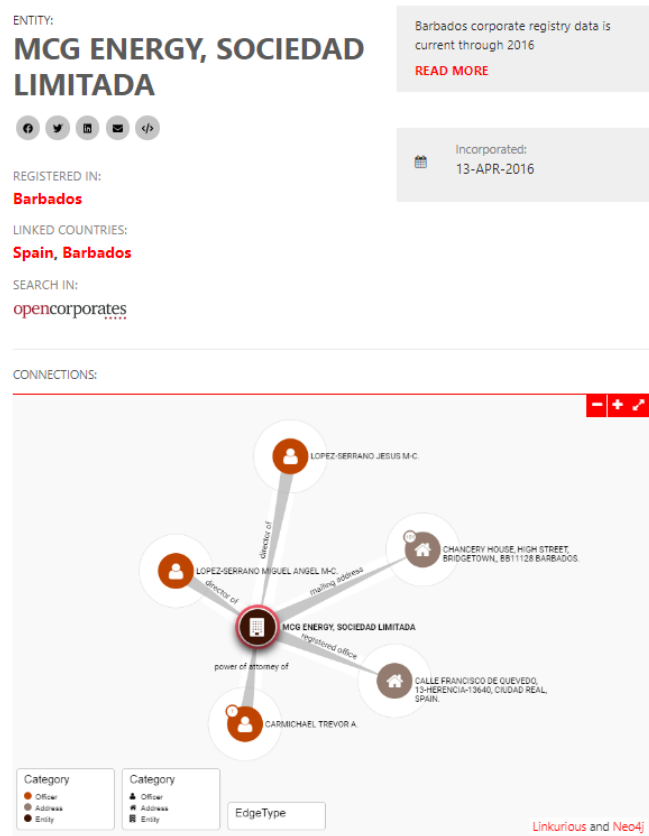 ENTITY:
MCG ENERGY, SOCIEDAD
LIMITADA
REGISTERED IN:
Barbados
LINKED COUNTRIES:
Spain, Barbados
SEARCH IN:
opencorporates
Barbados corporate registry data is
current through 2016
READ MORE
Incorporated:
13-APR-2016
CONNECTIONS:
LOPEZ-SERRANO JESUS M-C.
director of
CHANCERY HOUSE, HIGH STREET,
BRIDGETOWN, BB11128 BARBADOS.
mailing address
LOPEZ-SERRANO MIGUEL ANGEL M-C.
director of
MCG ENERGY, SOCIEDAD LIMITADA
registered office
power of attorney of
CALLE FRANCISCO DE QUEVEDO,
13-HERENCIA-13640, CIUDAD REAL,
SPAIN.
CARMICHAEL TREVOR A.
Category
Officer
Address
Entity
Category
Officer
Address
Entity
EdgeType
Linkurious and Neo4j